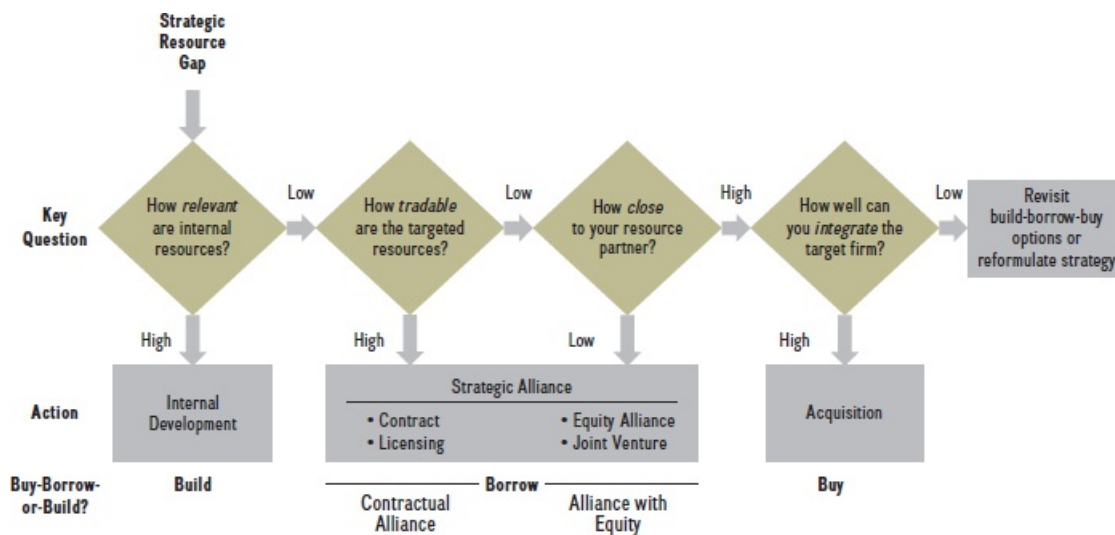 Strategic
Resource
Gap
Key
Question
How relevant
are internal
resources?
Low
How tradable
are the targeted
resources?
Low
How close
to your resource
partner?
High
How well can
you integrate the
target firm?
Low
Revisit
build-borrow-buy
options or
reformulate strategy
High
High
Low
High
Action
Internal
Development
Strategic Alliance
• Contract
• Licensing
• Equity Alliance
• Joint Venture
Acquisition
Buy-Borrow-
or-Build?
Build
Borrow
Buy
Contractual
Alliance
Alliance with
Equity